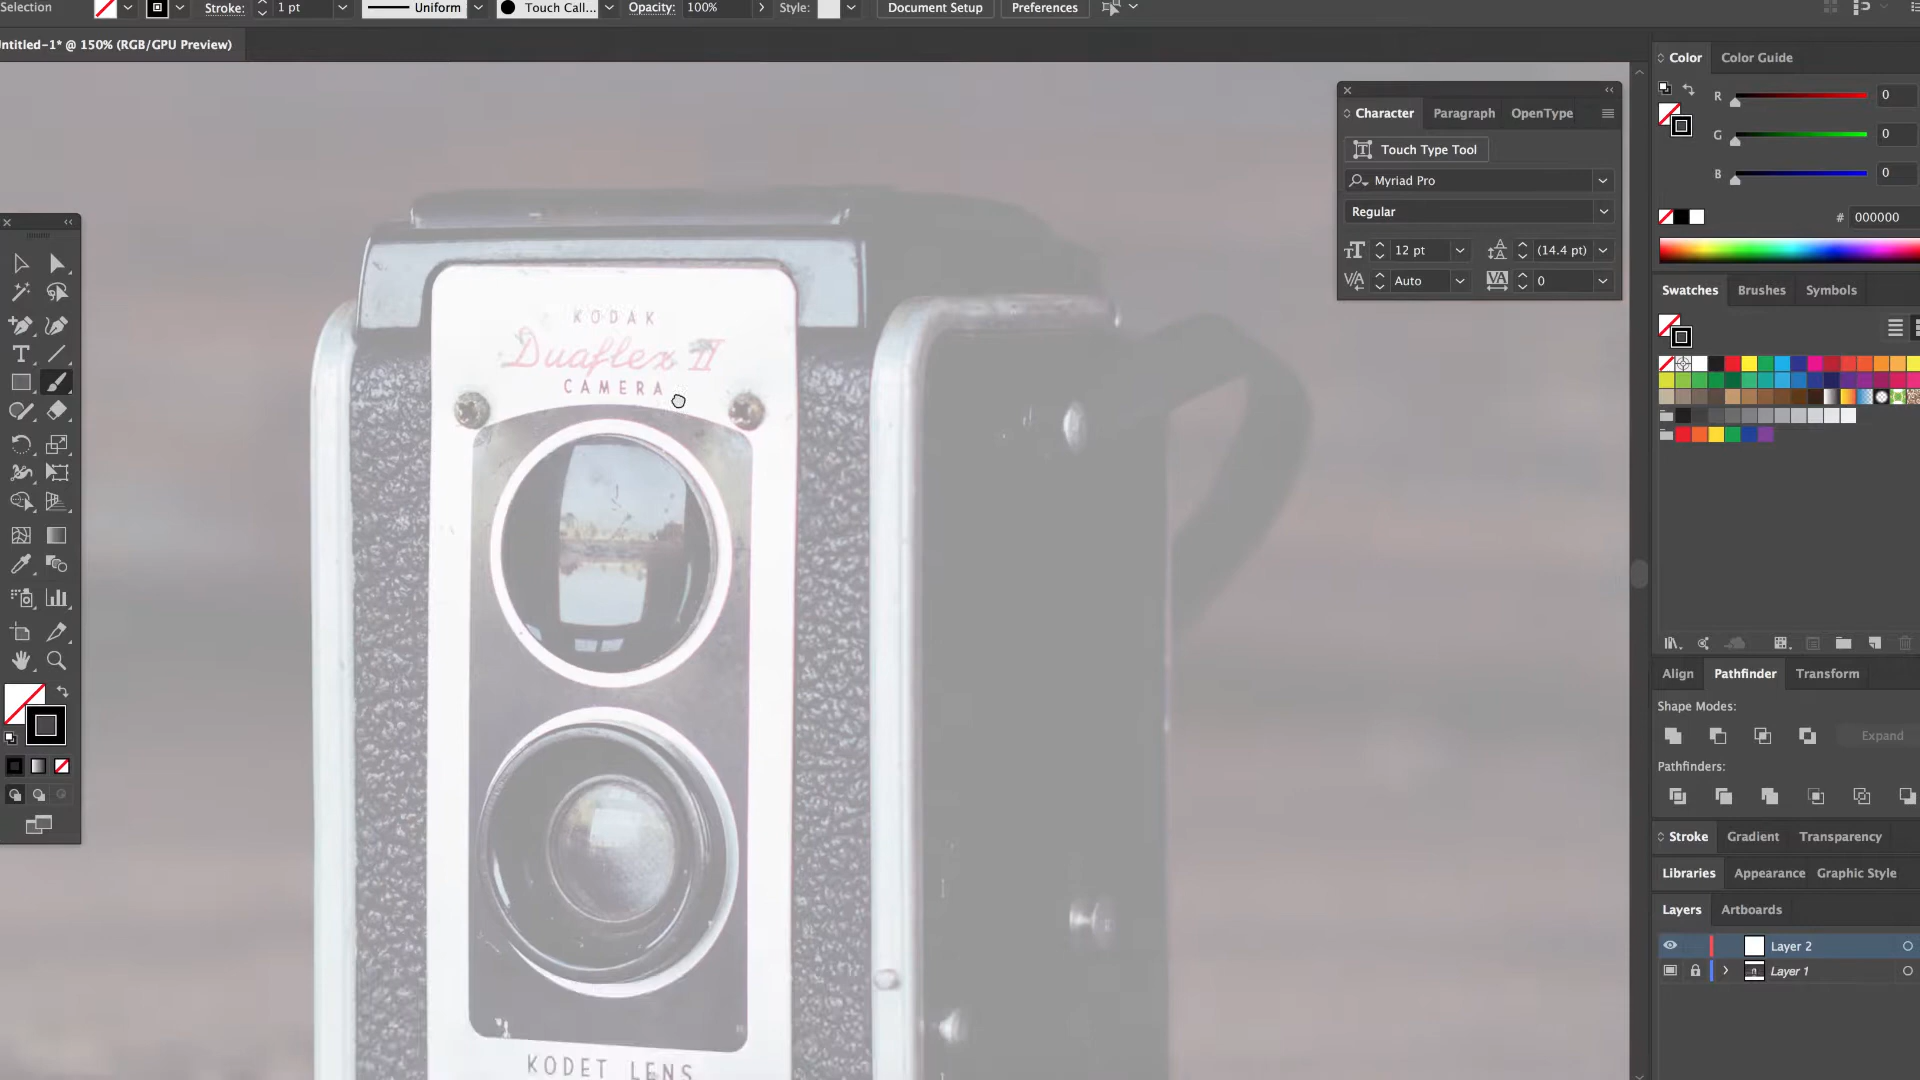 Selection
Stroke:
1 pt
Uniform
Touch Call...
Opacity:
100%
Style:
Document Setup
Preferences
ntitled-1* @ 150% (RGB/GPU Preview)
Character
Paragraph
OpenType
Touch Type Tool
Myriad Pro
Regular
12 pt
(14.4 pt)
Auto
0
KODAK
Duaflex II
CAMERA
KODET LENS
Color
Color Guide
R
0
G
0
B
0
# 000000
Swatches
Brushes
Symbols
Align
Pathfinder
Transform
Shape Modes:
Expand
Pathfinders:
Stroke
Gradient
Transparency
Libraries
Appearance
Graphic Style
Layers
Artboards
Layer 2
Layer 1